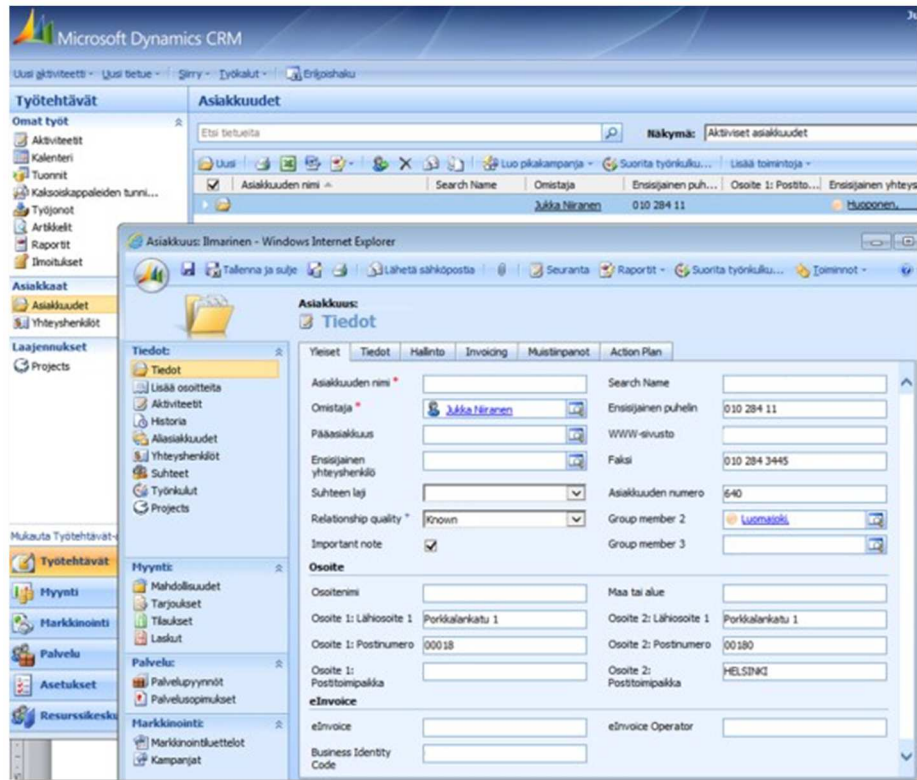 Ju
Microsoft Dynamics CRM
Uusi aktiviteetti Uusi tietue Siirry Työkalut Erikoishaku
Työtehtävät
Asiakkuudet
Omat työt
Aktiviteetit
Kalenteri
Tuonnit
Kaksoiskappaleiden tunni...
Työjonot
Artikkelit
Raportit
Ilmoitukset
Asiakkaat
Asiakkuudet
Yhteyshenkilöt
Laajennukset
Projects
Etsi tietueita
Näkymä: Aktiiviset asiakkuudet
Uusi Luo pikakampanja Suorita työnkulku... Lisää toimintoja
Asiakkuuden nimi Search Name Omistaja Ensisijainen puh... Osoite 1: Postito... Ensisijainen yhteys
Jukka Niiranen 010 284 11 Huoponen,
Asiakkuus: Ilmarinen - Windows Internet Explorer
Tallenna ja sulje Lähetä sähköpostia Seuranta Raportit Suorita työnkulku... Toiminnot
Asiakkuus:
Tiedot
Tiedot:
Tiedot
Lisää osoitteita
Aktiviteetit
Historia
Aliasiakkuudet
Yhteyshenkilöt
Suhteet
Työnkulut
Projects
Myynti:
Mahdollisuudet
Tarjoukset
Tilaukset
Laskut
Palvelu:
Palvelupyynnöt
Palvelusopimukset
Markkinointi:
Markkinointiluettelot
Kampanjat
Yleiset Tiedot Hallinto Invoicing Muistiinpanot Action Plan
Asiakkuuden nimi * Search Name
Omistaja * Jukka Niiranen Ensisijainen puhelin 010 284 11
Pääasiakkuus WWW-sivusto
Ensisijainen yhteyshenkilö Faksi 010 284 3445
Suhteen laji Asiakkuuden numero 640
Relationship quality * Known Group member 2 Luomajoki,
Important note Group member 3
Osoite
Osoitenimi Maa tai alue
Osoite 1: Lähiosoite 1 Porkkalankatu 1 Osoite 2: Lähiosoite 1 Porkkalankatu 1
Osoite 1: Postinumero 00018 Osoite 2: Postinumero 00180
Osoite 1: Postitoimipaikka Osoite 2: Postitoimipaikka HELSINKI
eInvoice
eInvoice eInvoice Operator
Business Identity Code
Mukauta Työtehtävät-
Työtehtävät
Myynti
Markkinointi
Palvelu
Asetukset
Resurssikesku